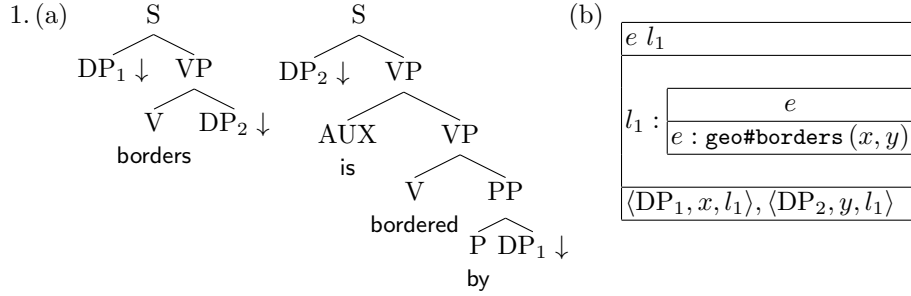 1. (a)
S
DP₁ ↓ VP
V DP₂ ↓
borders
S
DP₂ ↓ VP
AUX VP
is
V PP
bordered
P DP₁ ↓
by
(b)
e l₁
l₁ :
e
e : geo#borders (x, y)
⟨DP₁, x, l₁⟩, ⟨DP₂, y, l₁⟩